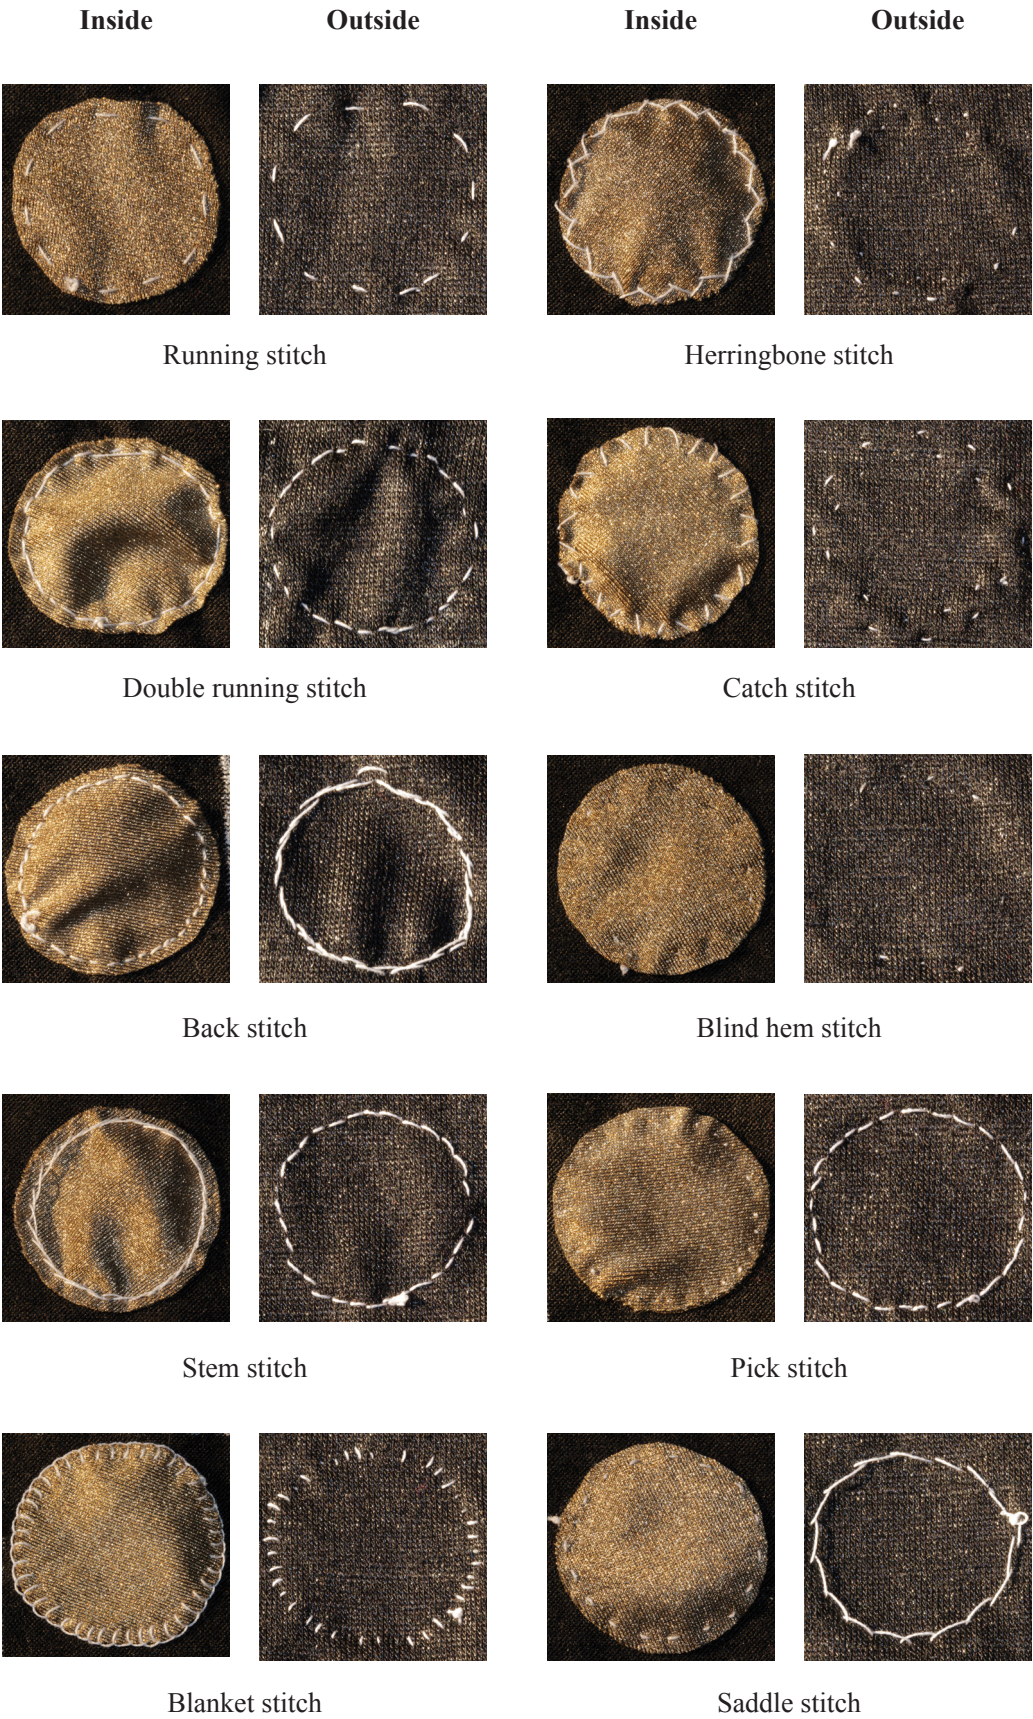 Inside Outside Inside Outside
Running stitch Herringbone stitch
Double running stitch Catch stitch
Back stitch Blind hem stitch
Stem stitch Pick stitch
Blanket stitch Saddle stitch